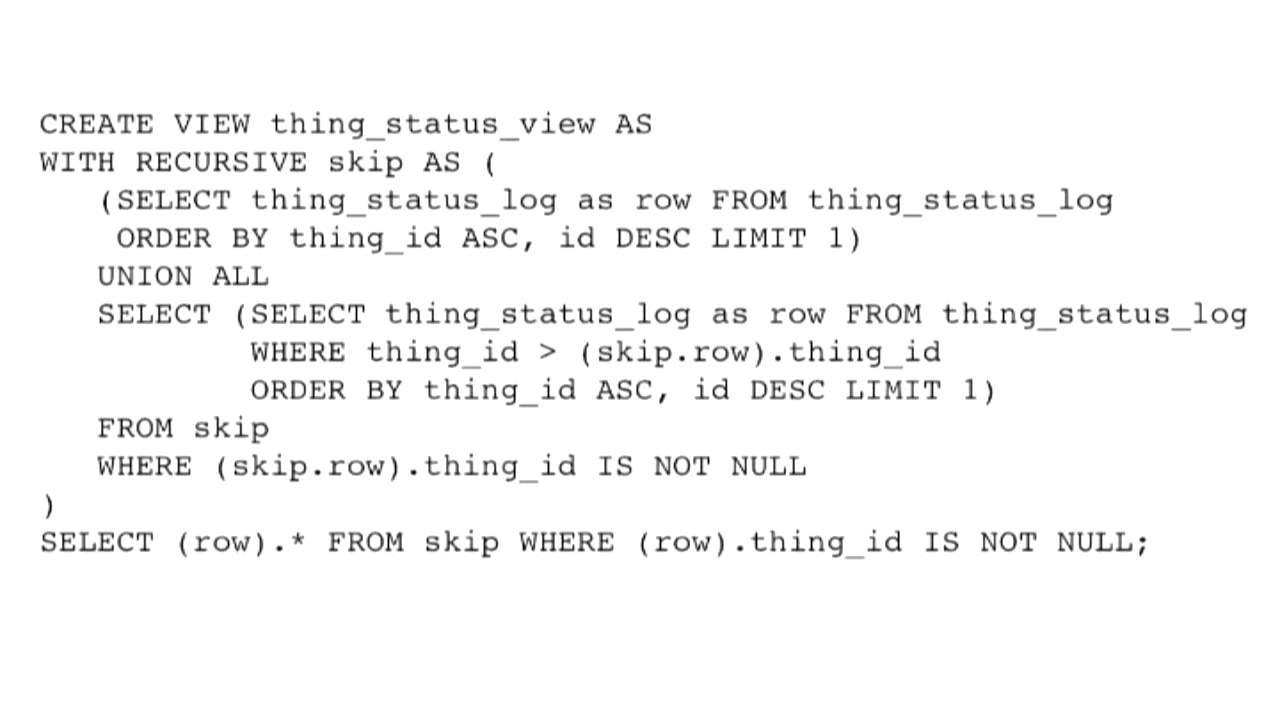 CREATE VIEW thing_status_view AS
WITH RECURSIVE skip AS (
(SELECT thing_status_log as row FROM thing_status_log
ORDER BY thing_id ASC, id DESC LIMIT 1)
UNION ALL
SELECT (SELECT thing_status_log as row FROM thing_status_log
WHERE thing_id > (skip.row).thing_id
ORDER BY thing_id ASC, id DESC LIMIT 1)
FROM skip
WHERE (skip.row).thing_id IS NOT NULL
)
SELECT (row).* FROM skip WHERE (row).thing_id IS NOT NULL;